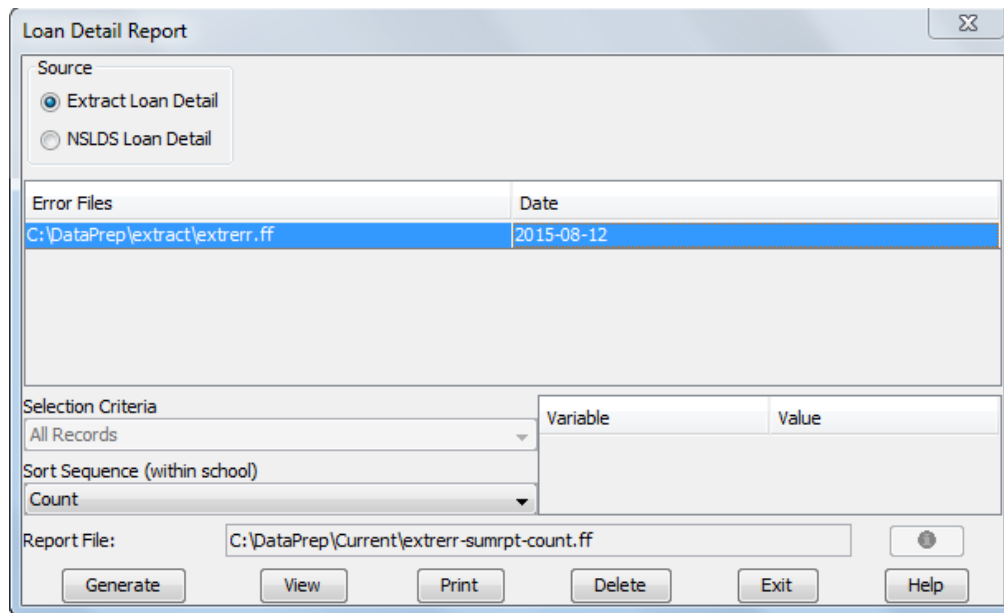 Loan Detail Report
Source
Extract Loan Detail
NSLDS Loan Detail
Error Files Date
C:\DataPrep\extract\extrerr.ff 2015-08-12
Selection Criteria
All Records
Variable Value
Sort Sequence (within school)
Count
Report File: C:\DataPrep\Current\extrerr-sumrpt-count.ff
Generate View Print Delete Exit Help